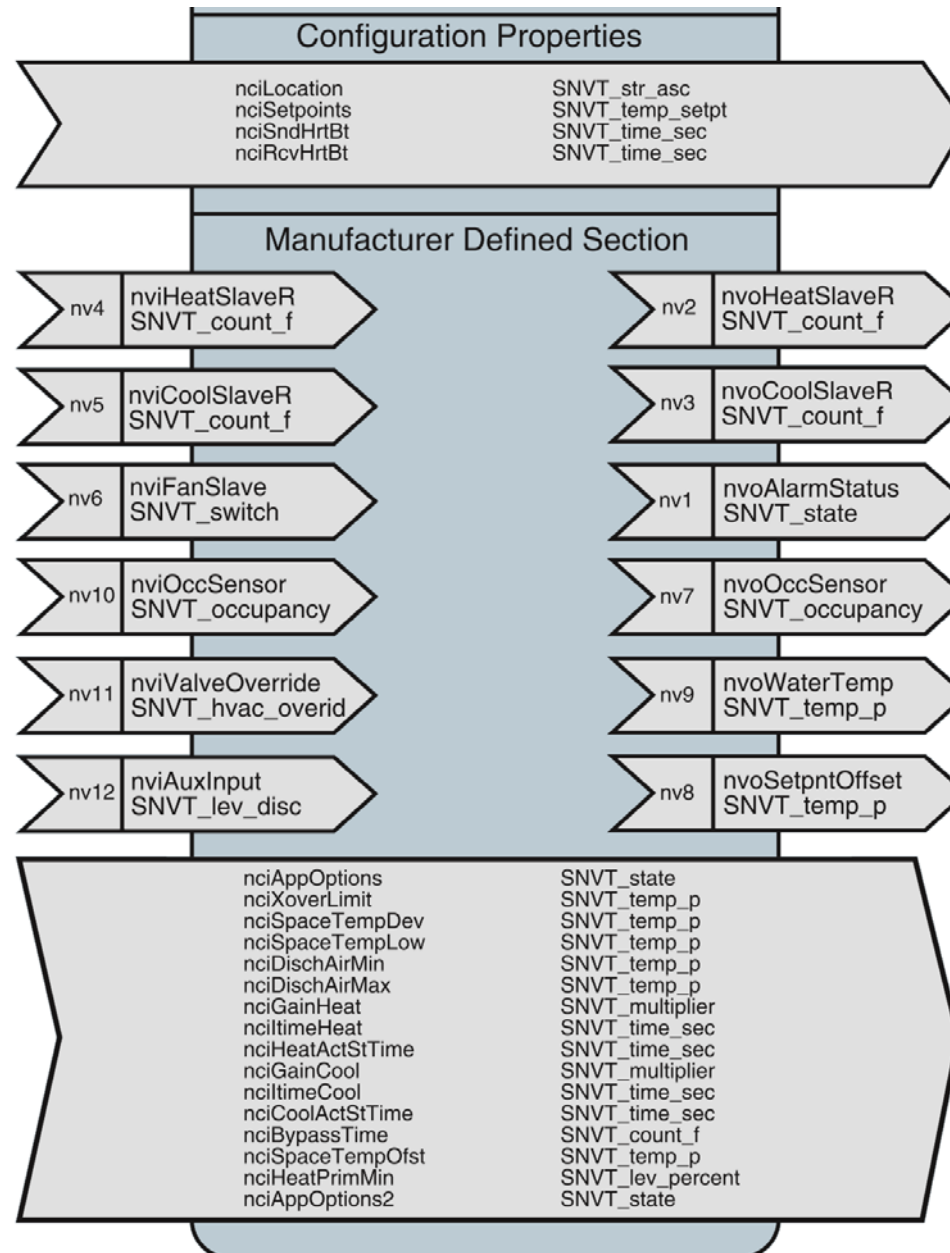 Configuration Properties
nciLocation SNVT_str_asc
nciSetpoints SNVT_temp_setpt
nciSndHrtBt SNVT_time_sec
nciRcvHrtBt SNVT_time_sec
Manufacturer Defined Section
nv4 nviHeatSlaveR
SNVT_count_f
nv2 nvoHeatSlaveR
SNVT_count_f
nv5 nviCoolSlaveR
SNVT_count_f
nv3 nvoCoolSlaveR
SNVT_count_f
nv6 nviFanSlave
SNVT_switch
nv1 nvoAlarmStatus
SNVT_state
nv10 nviOccSensor
SNVT_occupancy
nv7 nvoOccSensor
SNVT_occupancy
nv11 nviValveOverride
SNVT_hvac_overid
nv9 nvoWaterTemp
SNVT_temp_p
nv12 nviAuxInput
SNVT_lev_disc
nv8 nvoSetpntOffset
SNVT_temp_p
nciAppOptions SNVT_state
nciXoverLimit SNVT_temp_p
nciSpaceTempDev SNVT_temp_p
nciSpaceTempLow SNVT_temp_p
nciDischAirMin SNVT_temp_p
nciDischAirMax SNVT_temp_p
nciGainHeat SNVT_multiplier
nciItimeHeat SNVT_time_sec
nciHeatActStTime SNVT_time_sec
nciGainCool SNVT_multiplier
nciItimeCool SNVT_time_sec
nciCoolActStTime SNVT_time_sec
nciBypassTime SNVT_count_f
nciSpaceTempOfst SNVT_temp_p
nciHeatPrimMin SNVT_lev_percent
nciAppOptions2 SNVT_state